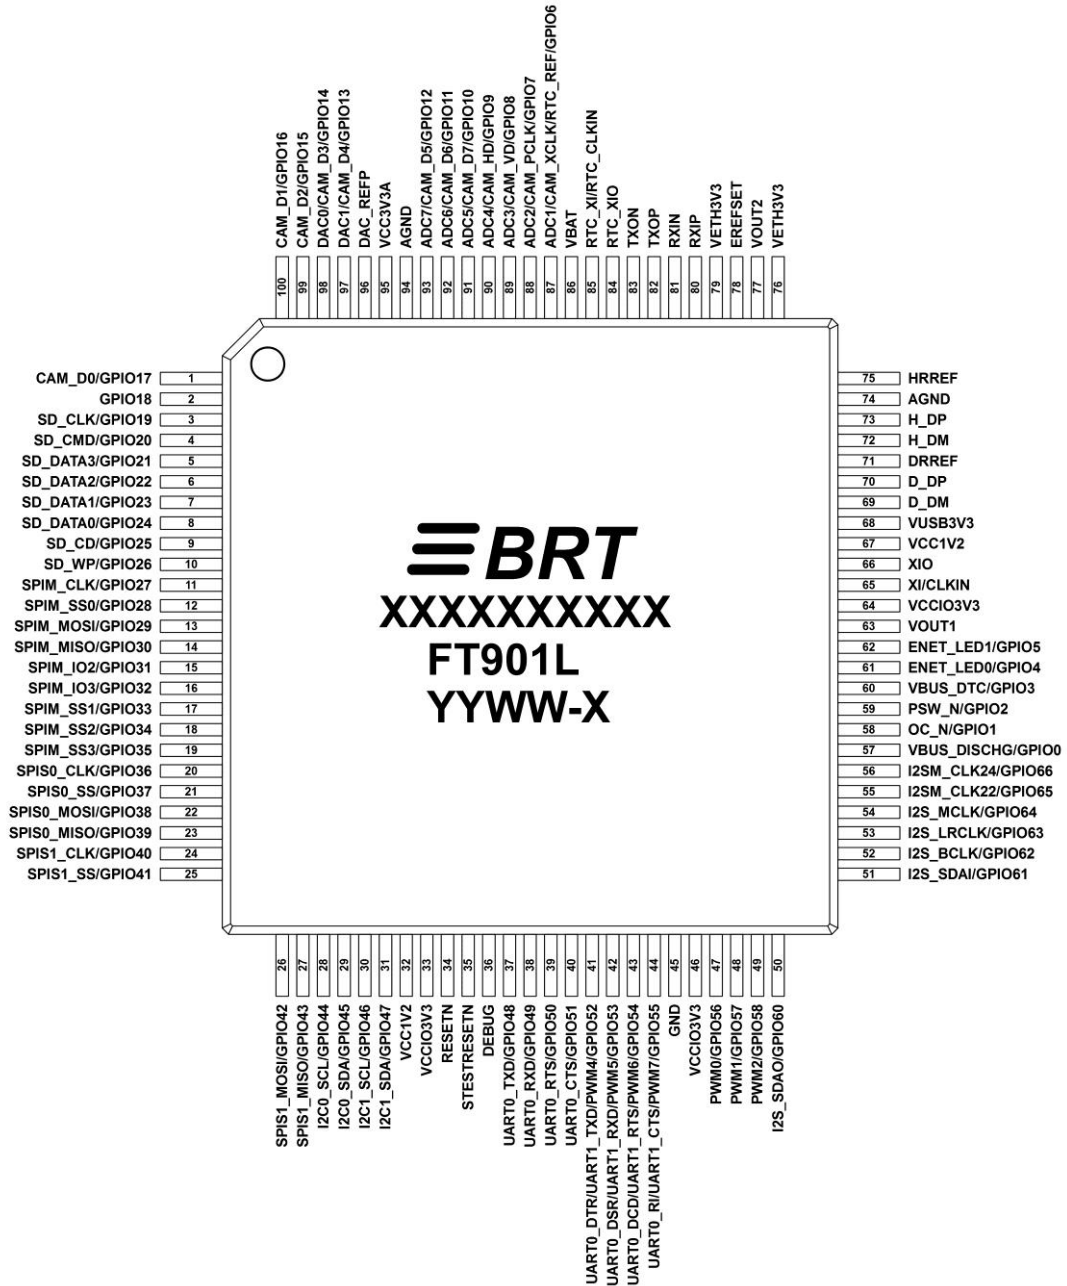 CAM_D1/GPIO16
CAM_D2/GPIO15
DAC0/CAM_D3/GPIO14
DAC1/CAM_D4/GPIO13
DAC_REFP
VCC3V3A
AGND
ADC7/CAM_D5/GPIO12
ADC6/CAM_D6/GPIO11
ADC5/CAM_D7/GPIO10
ADC4/CAM_HD/GPIO9
ADC3/CAM_VD/GPIO8
ADC2/CAM_PCLK/GPIO7
ADC1/CAM_XCLK/RTC_REF/GPIO6
VBAT
RTC_XI/RTC_CLKIN
RTC_XIO
TXON
TXOP
RXIN
RXIP
VETH3V3
EREFSET
VOUT2
VETH3V3
100 99 98 97 96 95 94 93 92 91 90 89 88 87 86 85 84 83 82 81 80 79 78 77 76
CAM_D0/GPIO17 1
GPIO18 2
SD_CLK/GPIO19 3
SD_CMD/GPIO20 4
SD_DATA3/GPIO21 5
SD_DATA2/GPIO22 6
SD_DATA1/GPIO23 7
SD_DATA0/GPIO24 8
SD_CD/GPIO25 9
SD_WP/GPIO26 10
SPIM_CLK/GPIO27 11
SPIM_SS0/GPIO28 12
SPIM_MOSI/GPIO29 13
SPIM_MISO/GPIO30 14
SPIM_IO2/GPIO31 15
SPIM_IO3/GPIO32 16
SPIM_SS1/GPIO33 17
SPIM_SS2/GPIO34 18
SPIM_SS3/GPIO35 19
SPIS0_CLK/GPIO36 20
SPIS0_SS/GPIO37 21
SPIS0_MOSI/GPIO38 22
SPIS0_MISO/GPIO39 23
SPIS1_CLK/GPIO40 24
SPIS1_SS/GPIO41 25
BRT
XXXXXXXXXX
FT901L
YYWW-X
75 HRREF
74 AGND
73 H_DP
72 H_DM
71 DRREF
70 D_DP
69 D_DM
68 VUSB3V3
67 VCC1V2
66 XIO
65 XI/CLKIN
64 VCCIO3V3
63 VOUT1
62 ENET_LED1/GPIO5
61 ENET_LED0/GPIO4
60 VBUS_DTC/GPIO3
59 PSW_N/GPIO2
58 OC_N/GPIO1
57 VBUS_DISCHG/GPIO0
56 I2SM_CLK24/GPIO66
55 I2SM_CLK22/GPIO65
54 I2S_MCLK/GPIO64
53 I2S_LRCLK/GPIO63
52 I2S_BCLK/GPIO62
51 I2S_SDAI/GPIO61
26 27 28 29 30 31 32 33 34 35 36 37 38 39 40 41 42 43 44 45 46 47 48 49 50
SPIS1_MOSI/GPIO42
SPIS1_MISO/GPIO43
I2C0_SCL/GPIO44
I2C0_SDA/GPIO45
I2C1_SCL/GPIO46
I2C1_SDA/GPIO47
VCC1V2
VCCIO3V3
RESETN
STESTRESETN
DEBUG
UART0_TXD/GPIO48
UART0_RXD/GPIO49
UART0_RTS/GPIO50
UART0_CTS/GPIO51
UART0_DTR/UART1_TXD/PWM4/GPIO52
UART0_DSR/UART1_RXD/PWM5/GPIO53
UART0_DCD/UART1_RTS/PWM6/GPIO54
UART0_RI/UART1_CTS/PWM7/GPIO55
GND
VCCIO3V3
PWM0/GPIO56
PWM1/GPIO57
PWM2/GPIO58
I2S_SDAO/GPIO60